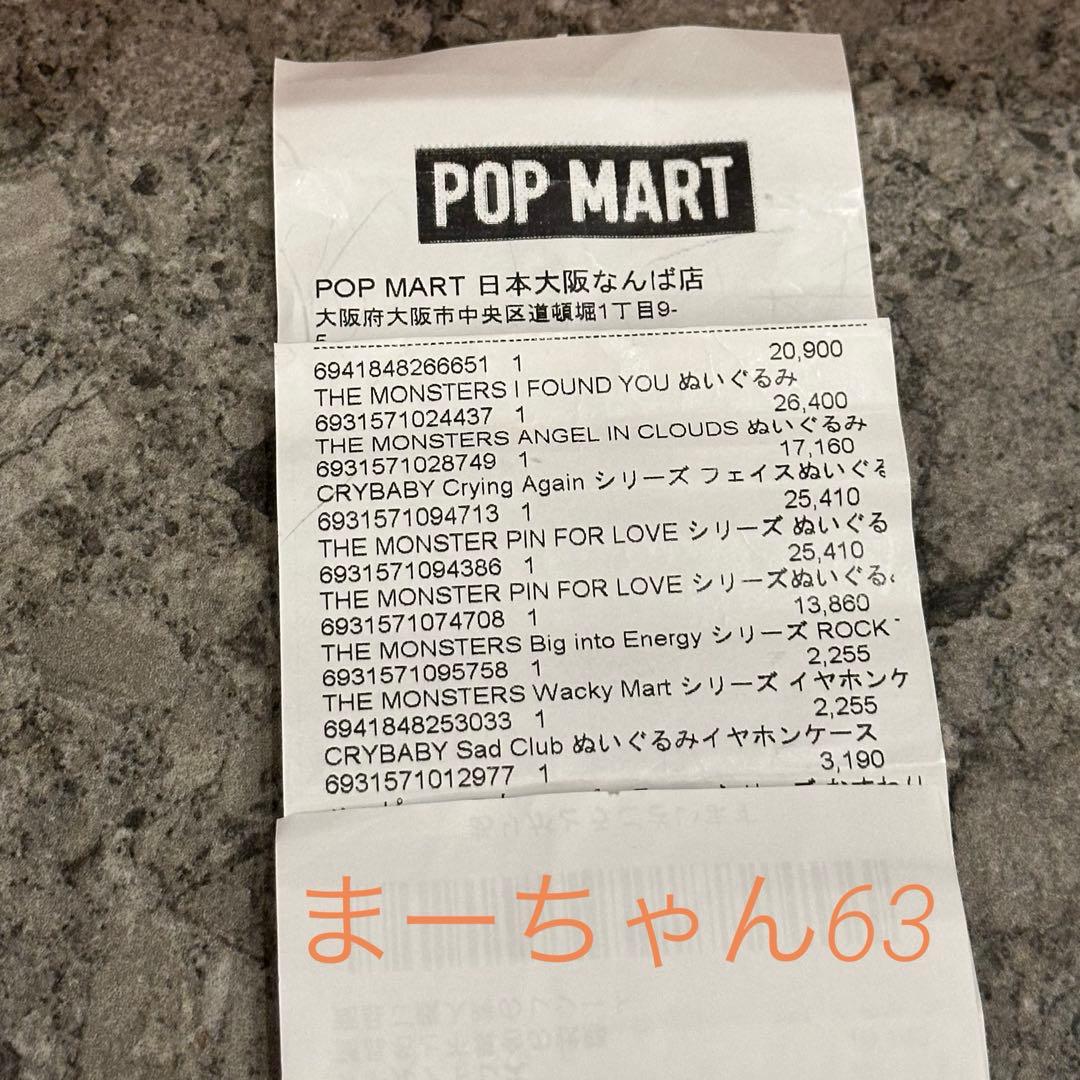 POP MART
POP MART 日本大阪なんば店
大阪府大阪市中央区道頓堀1丁目9-
5
6941848266651 1 20,900
THE MONSTERS I FOUND YOU ぬいぐるみ
6931571024437 1 26,400
THE MONSTERS ANGEL IN CLOUDS ぬいぐるみ
6931571028749 1 17,160
CRYBABY Crying Again シリーズ フェイスぬいぐる
6931571094713 1 25,410
THE MONSTER PIN FOR LOVE シリーズ ぬいぐる
6931571094386 1 25,410
THE MONSTER PIN FOR LOVE シリーズぬいぐる
6931571074708 1 13,860
THE MONSTERS Big into Energy シリーズ ROCK
6931571095758 1 2,255
THE MONSTERS Wacky Mart シリーズ イヤホンケ
6941848253033 1 2,255
CRYBABY Sad Club ぬいぐるみイヤホンケース
6931571012977 1 3,190
まーちゃん63